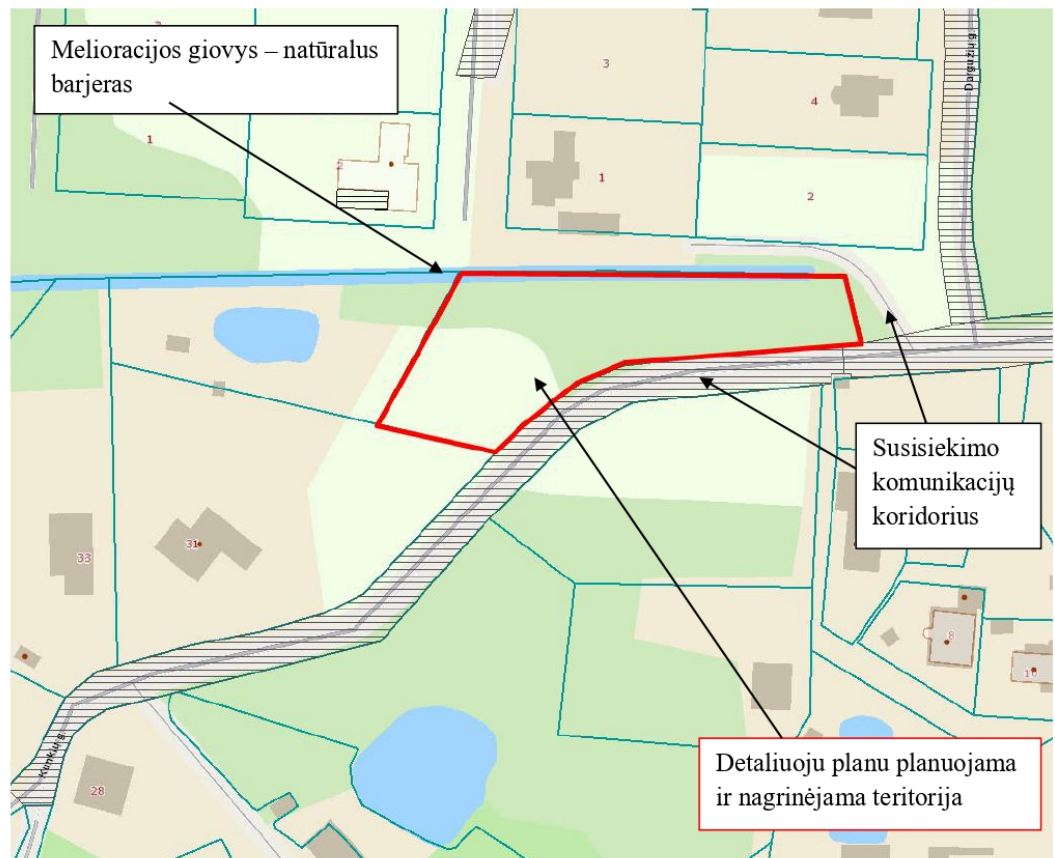 Melioracijos giovys – natūralus
barjeras
3
4
1
2
1
2
Susisiekimo
komunikacijų
koridorius
33
31
8
10
Detaliuoju planu planuojama
ir nagrinėjama teritorija
28